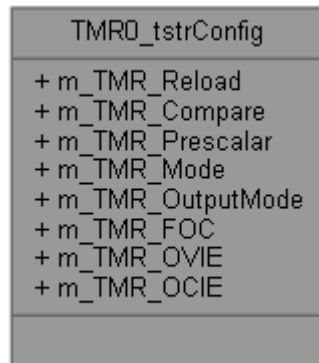 TMR0_tstrConfig
+ m_TMR_Reload
+ m_TMR_Compare
+ m_TMR_Prescalar
+ m_TMR_Mode
+ m_TMR_OutputMode
+ m_TMR_FOC
+ m_TMR_OVIE
+ m_TMR_OCIE